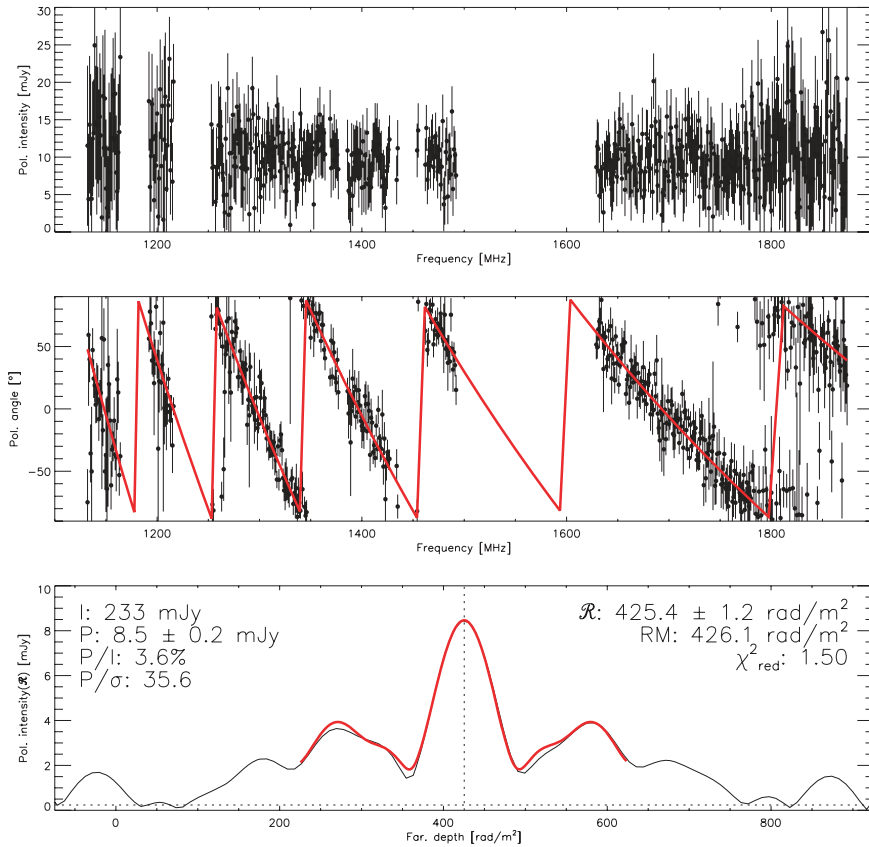 30
25
20
15
10
5
0
Pol. intensity [mJy]
1200
1400
1600
1800
Frequency [MHz]
50
0
−50
Pol. angle [°]
1200
1400
1600
1800
Frequency [MHz]
10
8
6
4
2
0
Pol. intensity(ℛ) [mJy]
I: 233 mJy
P: 8.5 ± 0.2 mJy
P/I: 3.6%
P/σ: 35.6
ℛ: 425.4 ± 1.2 rad/m²
RM: 426.1 rad/m²
χ²red: 1.50
0
200
400
600
800
Far. depth [rad/m²]